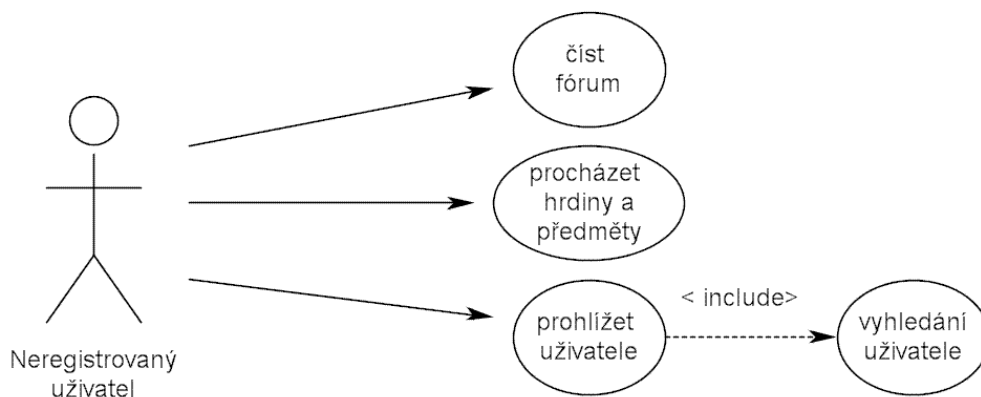 číst
fórum
procházet
hrdiny a
předměty
< include>
prohlížet
uživatele
vyhledání
uživatele
Neregistrovaný
uživatel